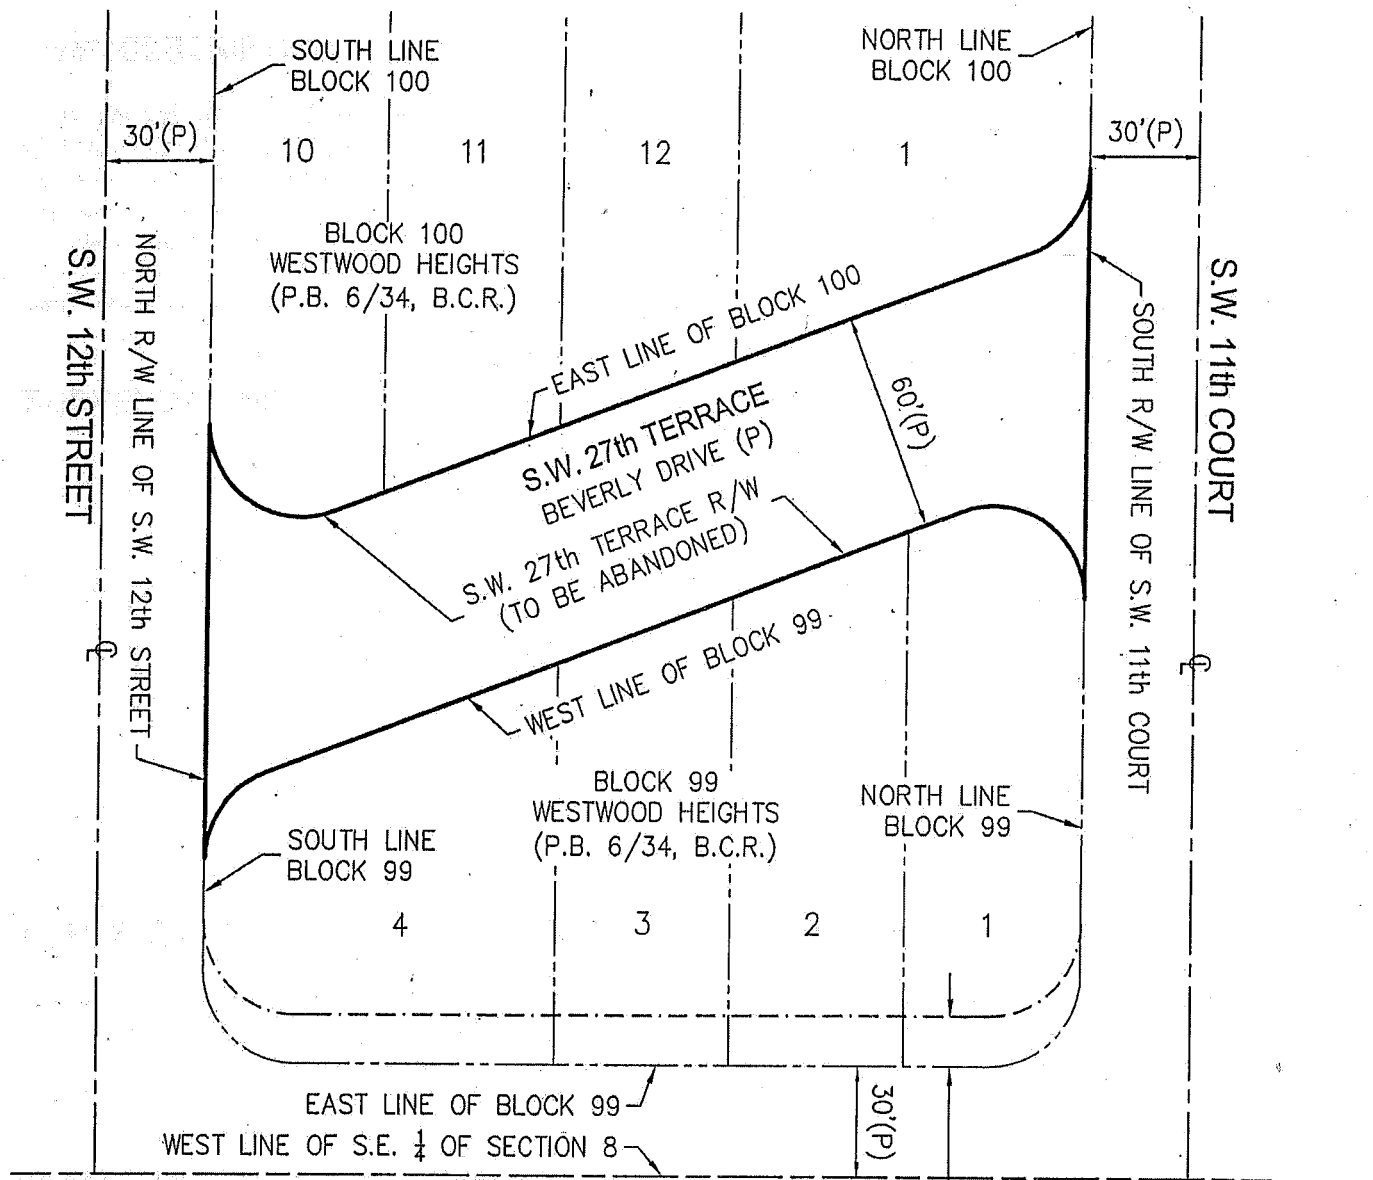 SOUTH LINE
BLOCK 100
NORTH LINE
BLOCK 100
30'(P)
30'(P)
10
11
12
1
BLOCK 100
WESTWOOD HEIGHTS
(P.B. 6/34, B.C.R.)
S.W. 12th STREET
NORTH R/W LINE OF S.W. 12th STREET
EAST LINE OF BLOCK 100
S.W. 27th TERRACE
BEVERLY DRIVE (P)
S.W. 27th TERRACE R/W
(TO BE ABANDONED)
60'(P)
SOUTH R/W LINE OF S.W. 11th COURT
S.W. 11th COURT
℄
℄
WEST LINE OF BLOCK 99
BLOCK 99
WESTWOOD HEIGHTS
(P.B. 6/34, B.C.R.)
NORTH LINE
BLOCK 99
SOUTH LINE
BLOCK 99
4
3
2
1
EAST LINE OF BLOCK 99
30'(P)
WEST LINE OF S.E. 1/4 OF SECTION 8